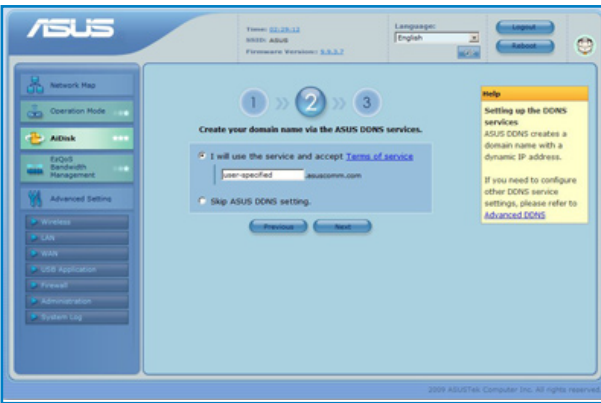 ASUS
Time: 02:28:12
SSID: ASUS
Firmware Version:
Language:
English
Logout
Reboot
Network Map
Operation Mode
AiDisk
EzQoS
Bandwidth
Management
Advanced Setting
Wireless
LAN
WAN
USB Application
Firewall
Administration
System Log
1 » 2 » 3
Create your domain name via the ASUS DDNS services.
I will use the service and accept Terms of service
user-specified .asuscomm.com
Skip ASUS DDNS setting.
Previous Next
Help
Setting up the DDNS
services
ASUS DDNS creates a
domain name with a
dynamic IP address.
If you need to configure
other DDNS service
settings, please refer to
Advanced DDNS
2009 ASUSTek Computer Inc. All rights reserved